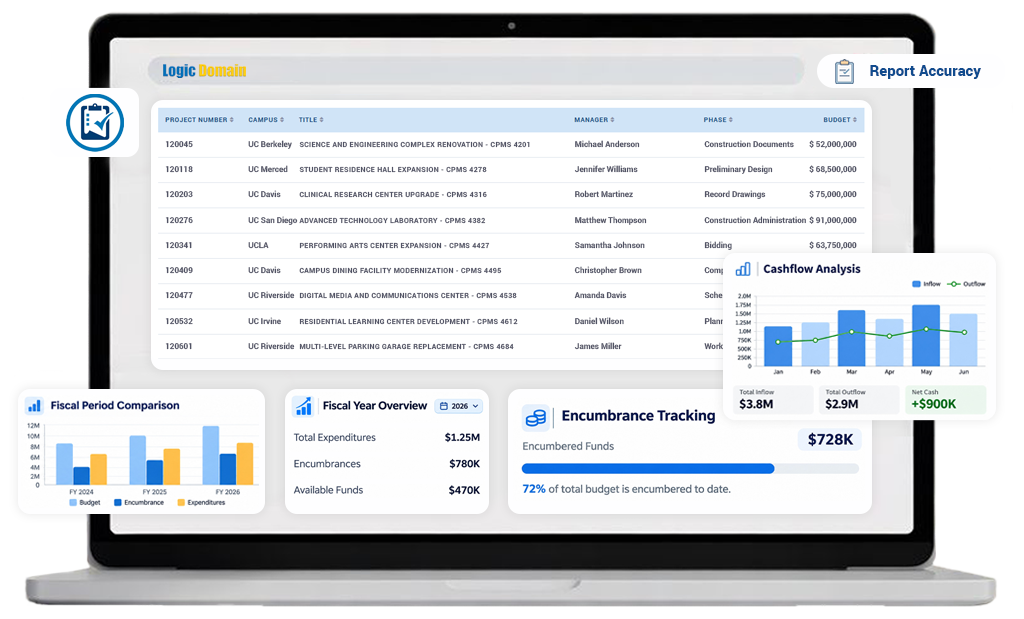 Logic Domain
Report Accuracy
PROJECT NUMBER CAMPUS TITLE MANAGER PHASE BUDGET
120045 UC Berkeley SCIENCE AND ENGINEERING COMPLEX RENOVATION - CPMS 4201 Michael Anderson Construction Documents $ 52,000,000
120118 UC Merced STUDENT RESIDENCE HALL EXPANSION - CPMS 4278 Jennifer Williams Preliminary Design $ 68,500,000
120203 UC Davis CLINICAL RESEARCH CENTER UPGRADE - CPMS 4316 Robert Martinez Record Drawings $ 75,000,000
120276 UC San Diego ADVANCED TECHNOLOGY LABORATORY - CPMS 4382 Matthew Thompson Construction Administration $ 91,000,000
120341 UCLA PERFORMING ARTS CENTER EXPANSION - CPMS 4427 Samantha Johnson Bidding $ 63,750,000
120409 UC Davis CAMPUS DINING FACILITY MODERNIZATION - CPMS 4495 Christopher Brown
120477 UC Riverside DIGITAL MEDIA AND COMMUNICATIONS CENTER - CPMS 4538 Amanda Davis Sche
120532 UC Irvine RESIDENTIAL LEARNING CENTER DEVELOPMENT - CPMS 4612 Daniel Wilson
120601 UC Riverside MULTI-LEVEL PARKING GARAGE REPLACEMENT - CPMS 4684 James Miller Work
Cashflow Analysis
Inflow Outflow
2.0M
1.75M
1.50M
1.25M
1.0M
750K
500K
250K
0
Jan Feb Mar Apr May Jun
Total Inflow Total Outflow Net Cash
$3.8M $2.9M +$900K
Fiscal Period Comparison
12M
10M
8M
6M
4M
2M
0
FY 2024 FY 2025 FY 2026
Budget Encumbrance Expenditures
Fiscal Year Overview 2026
Total Expenditures $1.25M
Encumbrances $780K
Available Funds $470K
Encumbrance Tracking
Encumbered Funds $728K
72% of total budget is encumbered to date.